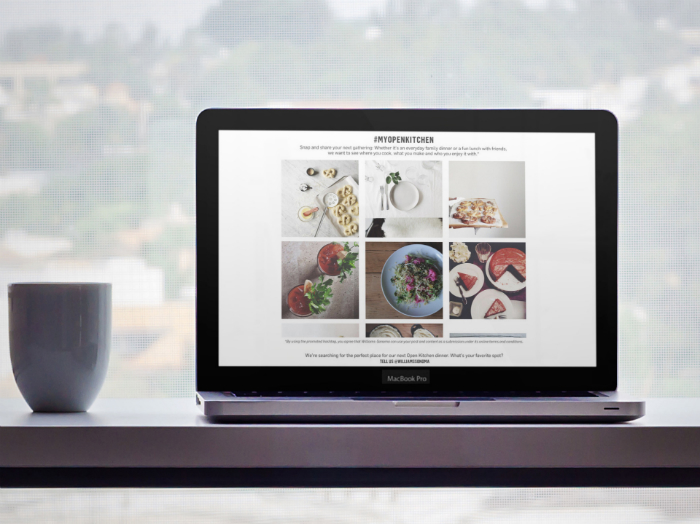 #MYOPENKITCHEN
Snap and share your next gathering. Whether it's an everyday family dinner or a fun lunch with friends,
we want to see where you cook, what you make and who you enjoy it with.*
We're searching for the perfect place for our next Open Kitchen dinner. What's your favorite spot?
TELL US @WILLIAMSSONOMA
MacBook Pro